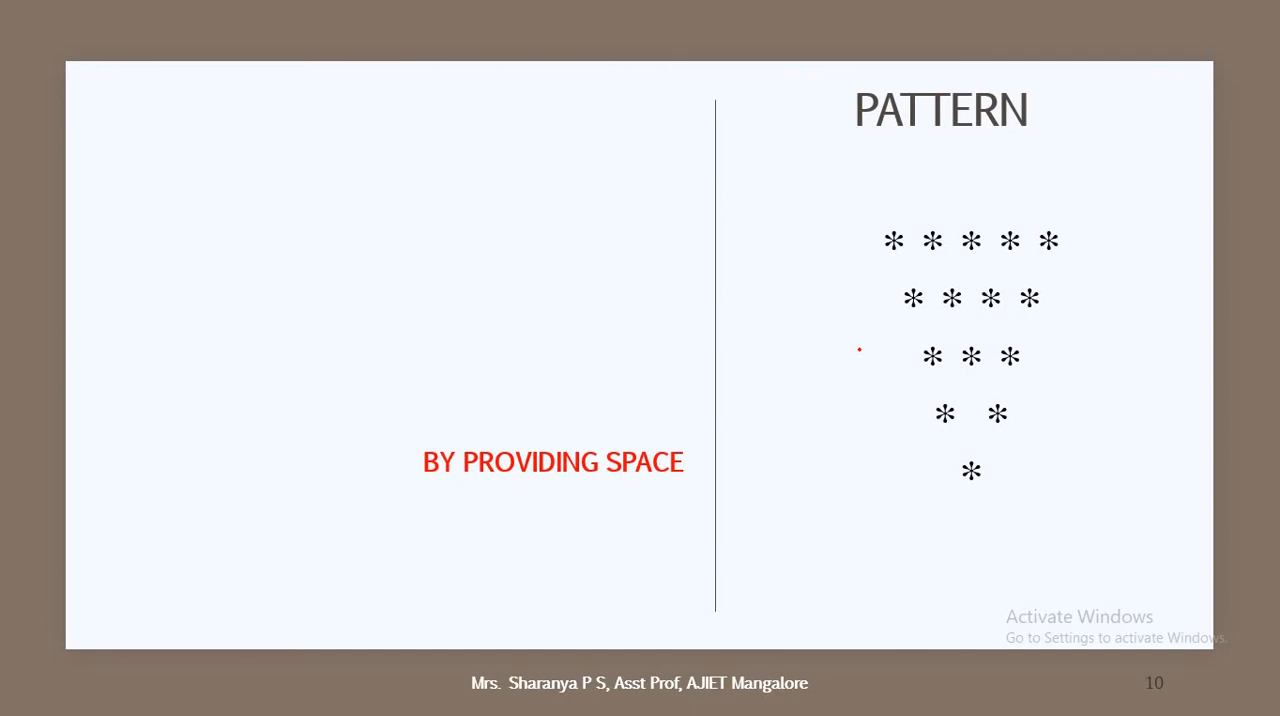 PATTERN
* * * * *
* * * *
* * *
* *
*
BY PROVIDING SPACE
Activate Windows
Go to Settings to activate Windows.
Mrs. Sharanya P S, Asst Prof, AJIET Mangalore
10